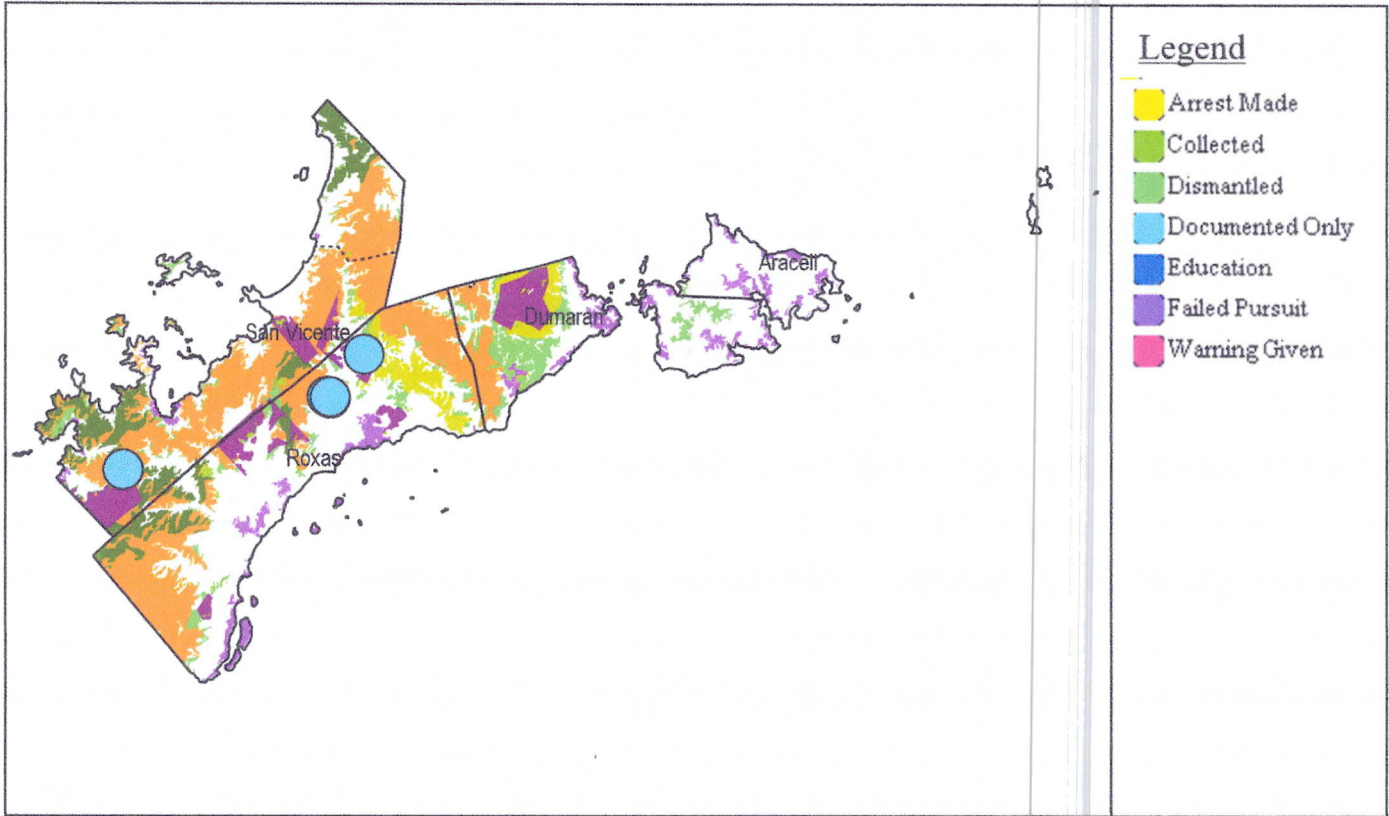 Legend
Arrest Made
Collected
Dismantled
Documented Only
Education
Failed Pursuit
Warning Given
Araceli
Dumaran
San Vicente
Roxas